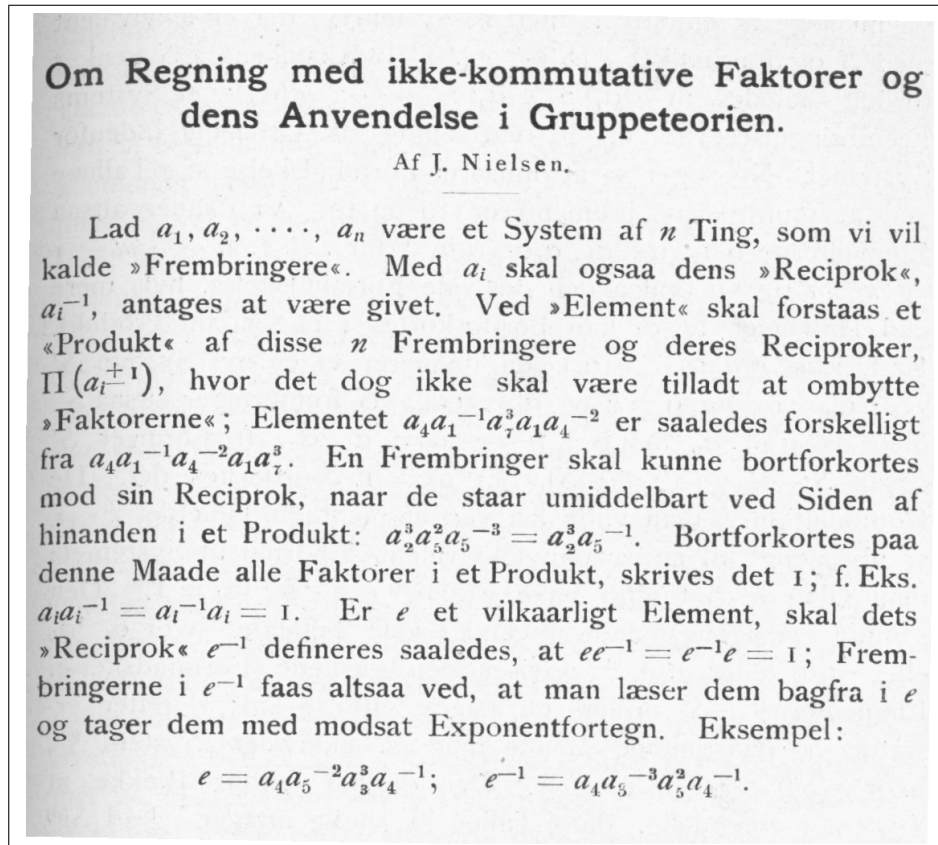 Om Regning med ikke-kommutative Faktorer og
dens Anvendelse i Gruppeteorien.
Af J. Nielsen.
Lad a₁, a₂, ····, aₙ være et System af n Ting, som vi vil
kalde »Frembringere«. Med aᵢ skal ogsaa dens »Reciprok«,
aᵢ⁻¹, antages at være givet. Ved »Element« skal forstaas et
«Produkt« af disse n Frembringere og deres Reciproker,
Π(aᵢ^{±1}), hvor det dog ikke skal være tilladt at ombytte
»Faktorerne«; Elementet a₄a₁⁻¹a₇³a₁a₄⁻² er saaledes forskelligt
fra a₄a₁⁻¹a₄⁻²a₁a₇³. En Frembringer skal kunne bortforkortes
mod sin Reciprok, naar de staar umiddelbart ved Siden af
hinanden i et Produkt: a₂³a₅²a₅⁻³ = a₂³a₅⁻¹. Bortforkortes paa
denne Maade alle Faktorer i et Produkt, skrives det 1; f. Eks.
aᵢaᵢ⁻¹ = aᵢ⁻¹aᵢ = 1 Er e et vilkaarligt Element, skal dets
»Reciprok« e⁻¹ defineres saaledes, at ee⁻¹ = e⁻¹e = 1; Frem-
bringerne i e⁻¹ faas altsaa ved, at man læser dem bagfra i e
og tager dem med modsat Exponentfortegn. Eksempel:
e = a₄a₅⁻²a₃³a₄⁻¹; e⁻¹ = a₄a₃⁻³a₅²a₄⁻¹.